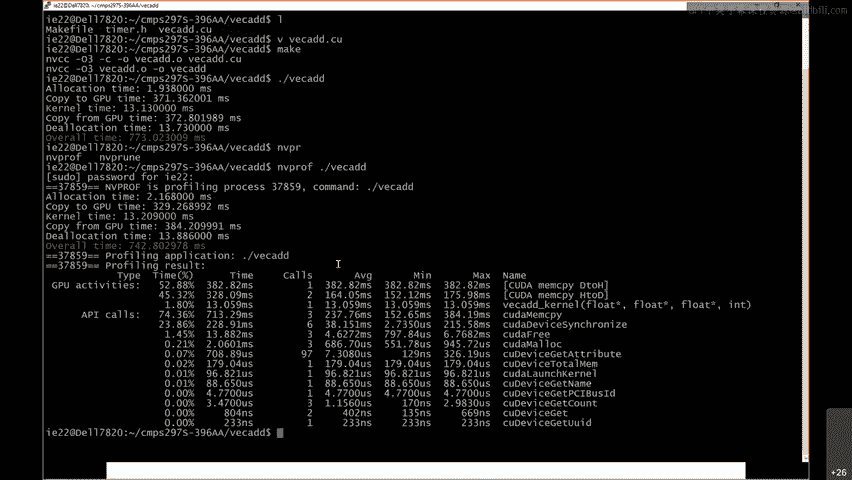 ie22@Dell7820:~/cmps297S-396AA/vecadd
ie22@Dell7820:~/cmps297S-396AA/vecadd$ l
Makefile  timer.h  vecadd.cu
ie22@Dell7820:~/cmps297S-396AA/vecadd$ v vecadd.cu
ie22@Dell7820:~/cmps297S-396AA/vecadd$ make
nvcc -O3 -c -o vecadd.o vecadd.cu
nvcc -O3 vecadd.o -o vecadd
ie22@Dell7820:~/cmps297S-396AA/vecadd$ ./vecadd
Allocation time: 1.938000 ms
Copy to GPU time: 371.362001 ms
Kernel time: 13.130000 ms
Copy from GPU time: 372.801989 ms
Deallocation time: 13.730000 ms
Overall time: 773.023009 ms
ie22@Dell7820:~/cmps297S-396AA/vecadd$ nvpr
nvprof   nvprune
ie22@Dell7820:~/cmps297S-396AA/vecadd$ nvprof ./vecadd
[sudo] password for ie22:
==37859== NVPROF is profiling process 37859, command: ./vecadd
Allocation time: 2.168000 ms
Copy to GPU time: 329.268992 ms
Kernel time: 13.209000 ms
Copy from GPU time: 384.209991 ms
Deallocation time: 13.886000 ms
Overall time: 742.802978 ms
==37859== Profiling application: ./vecadd
==37859== Profiling result:
Type  Time(%)      Time     Calls       Avg       Min       Max  Name
GPU activities:   52.88%  382.82ms         1  382.82ms  382.82ms  382.82ms  [CUDA memcpy DtoH]
45.32%  328.09ms         2  164.05ms  152.12ms  175.98ms  [CUDA memcpy HtoD]
1.80%  13.059ms         1  13.059ms  13.059ms  13.059ms  vecadd_kernel(float*, float*, float*, int)
API calls:   74.36%  713.29ms         3  237.76ms  152.65ms  384.19ms  cudaMemcpy
23.86%  228.91ms         6  38.151ms  2.7350us  215.58ms  cudaDeviceSynchronize
1.45%  13.882ms         3  4.6272ms  797.84us  6.7682ms  cudaFree
0.21%  2.0601ms         3  686.70us  551.78us  945.72us  cudaMalloc
0.07%  708.89us        97  7.3080us     129ns  326.19us  cuDeviceGetAttribute
0.02%  179.04us         1  179.04us  179.04us  179.04us  cuDeviceTotalMem
0.01%  96.821us         1  96.821us  96.821us  96.821us  cudaLaunchKernel
0.01%  88.650us         1  88.650us  88.650us  88.650us  cuDeviceGetName
0.00%  4.7700us         1  4.7700us  4.7700us  4.7700us  cuDeviceGetPCIBusId
0.00%  3.4700us         3  1.1560us     170ns  2.9830us  cuDeviceGetCount
0.00%     804ns         2     402ns     135ns     669ns  cuDeviceGet
0.00%     233ns         1     233ns     233ns     233ns  cuDeviceGetUuid
ie22@Dell7820:~/cmps297S-396AA/vecadd$
+26